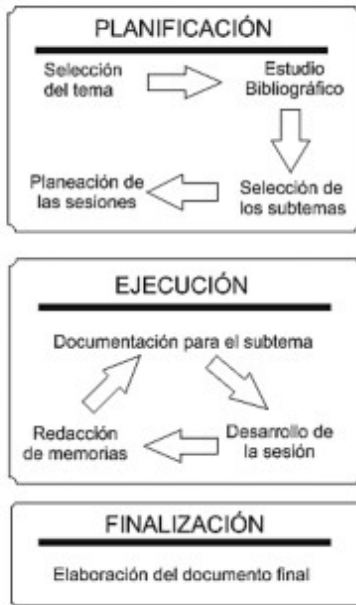 PLANIFICACIÓN
Selección
del tema
Estudio
Bibliográfico
Planeación de
las sesiones
Selección de
los subtemas
EJECUCIÓN
Documentación para el subtema
Redacción
de memorias
Desarrollo de
la sesión
FINALIZACIÓN
Elaboración del documento final